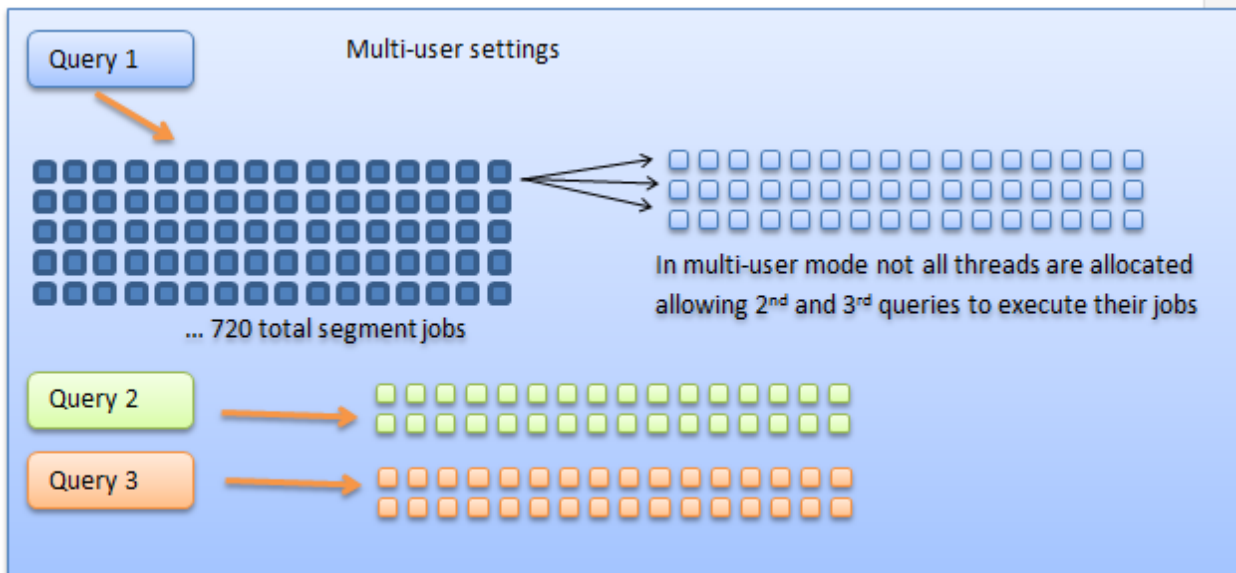 Query 1
Multi-user settings
In multi-user mode not all threads are allocated
allowing 2nd and 3rd queries to execute their jobs
... 720 total segment jobs
Query 2
Query 3